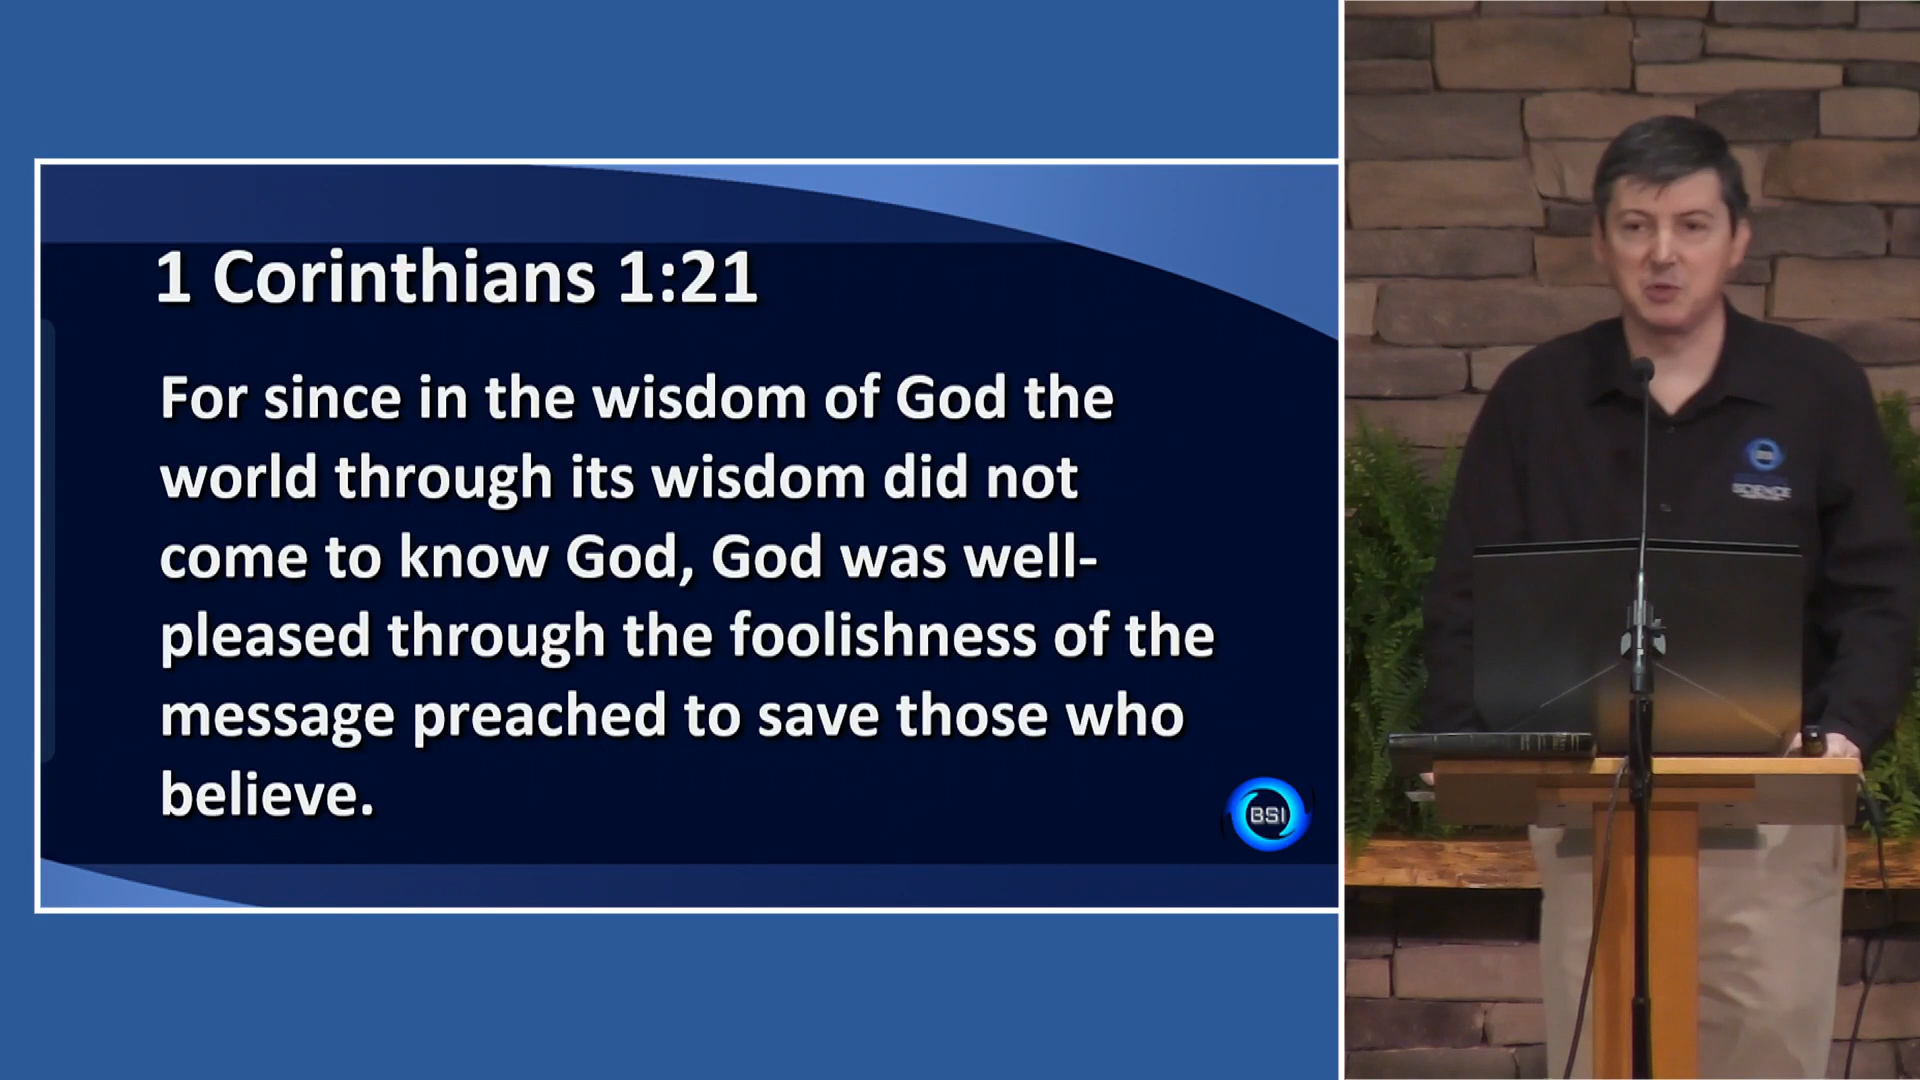 1 Corinthians 1:21
For since in the wisdom of God the
world through its wisdom did not
come to know God, God was well-
pleased through the foolishness of the
message preached to save those who
believe.
BSI
BSI
SCIENCE